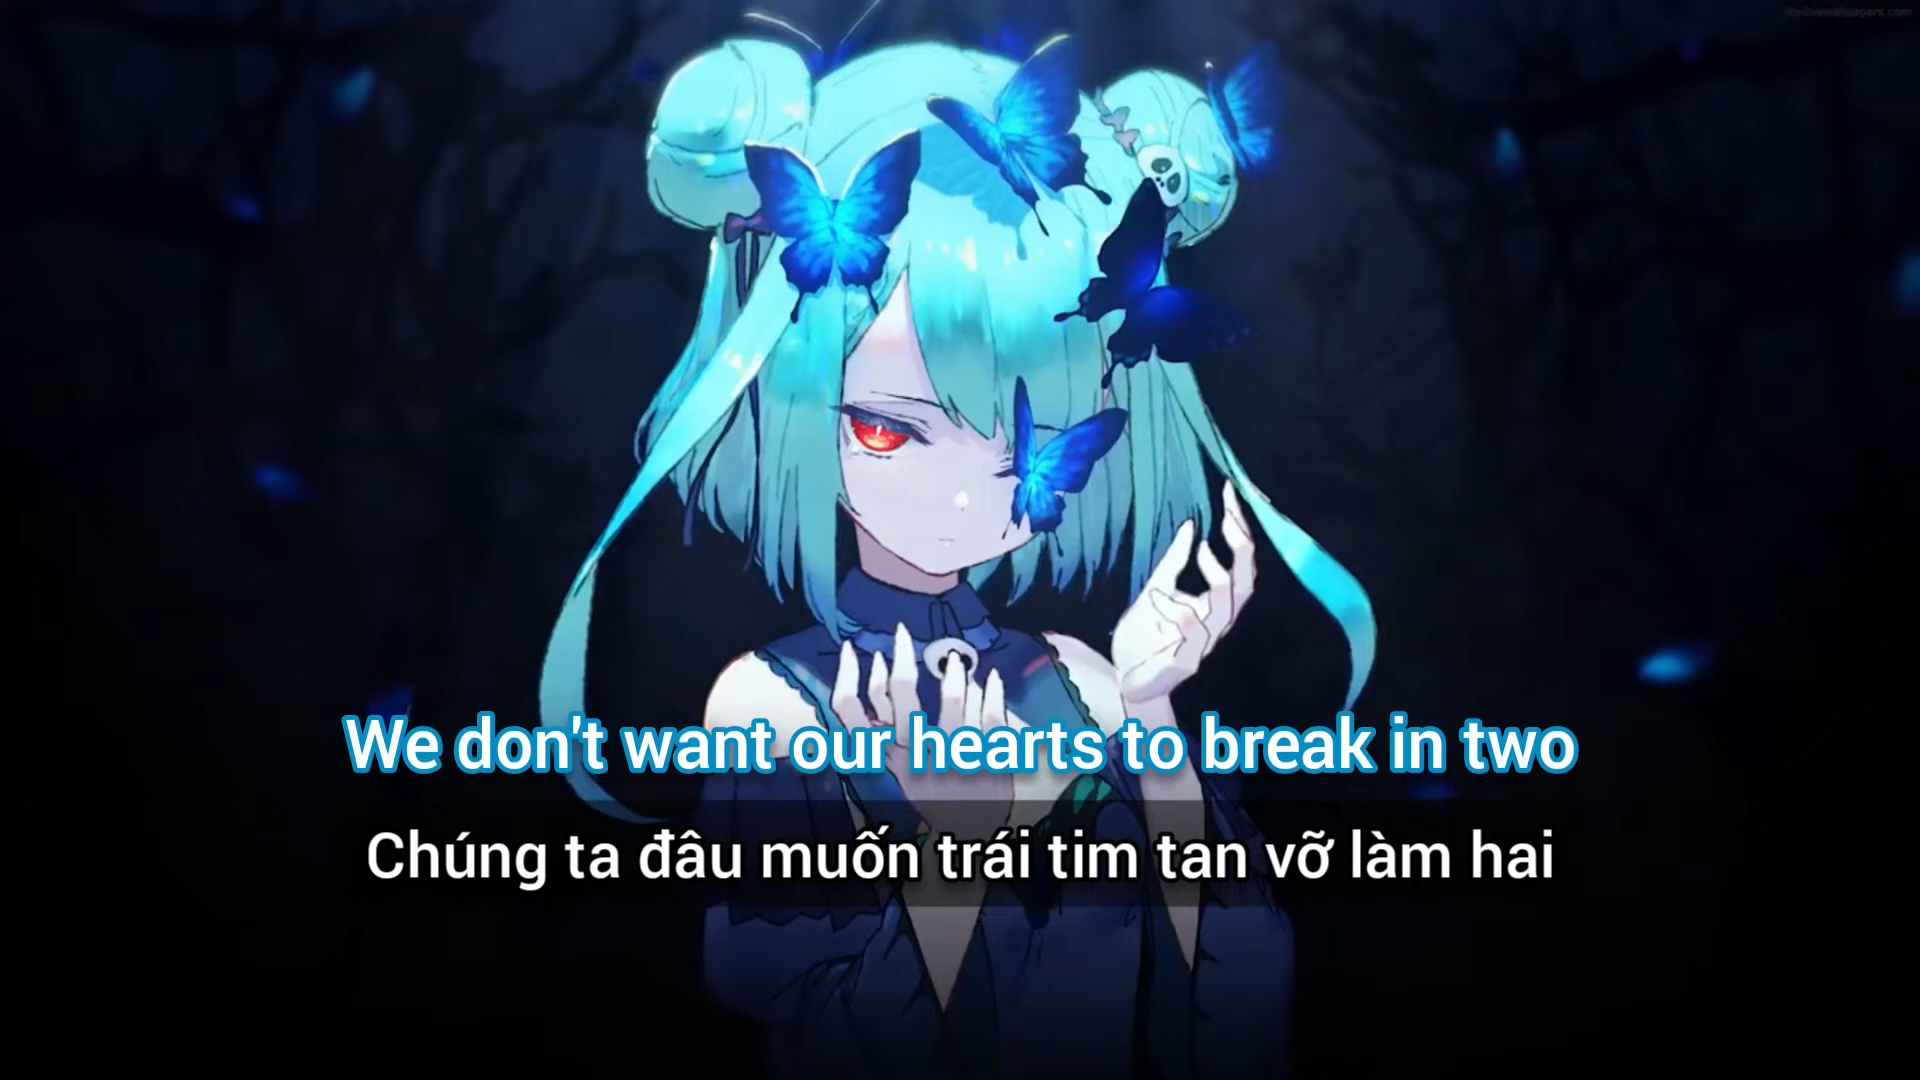 We don't want our hearts to break in two
Chúng ta đâu muốn trái tim tan vỡ làm hai